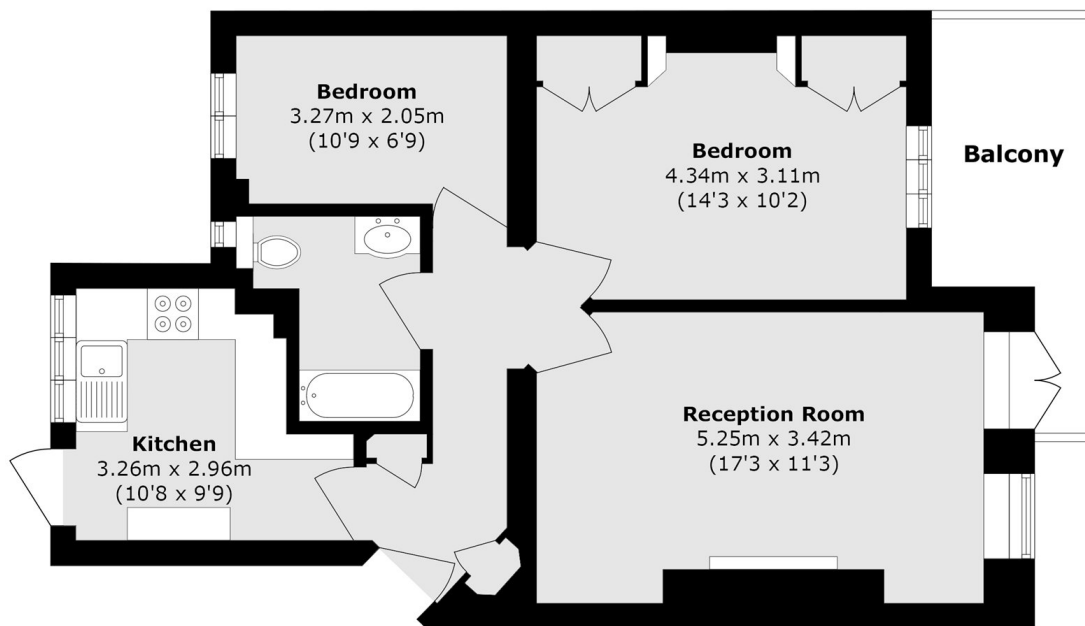 Bedroom
3.27m x 2.05m
(10'9 x 6'9)
Bedroom
4.34m x 3.11m
(14'3 x 10'2)
Balcony
Kitchen
3.26m x 2.96m
(10'8 x 9'9)
Reception Room
5.25m x 3.42m
(17'3 x 11'3)